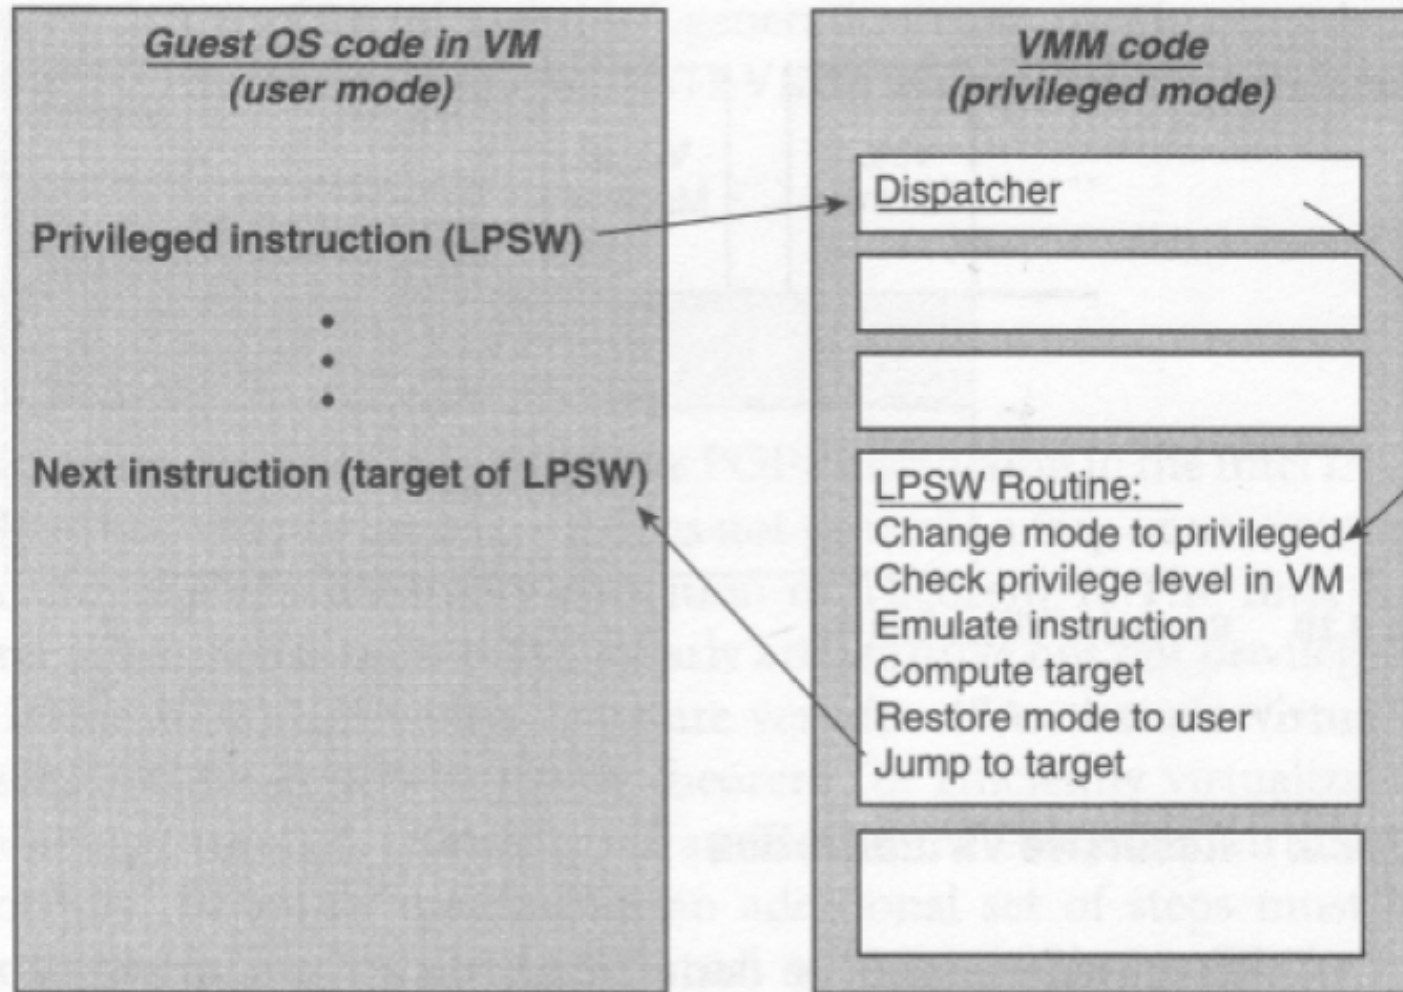 Guest OS code in VM
(user mode)
Privileged instruction (LPSW)
Next instruction (target of LPSW)
VMM code
(privileged mode)
Dispatcher
LPSW Routine:
Change mode to privileged
Check privilege level in VM
Emulate instruction
Compute target
Restore mode to user
Jump to target